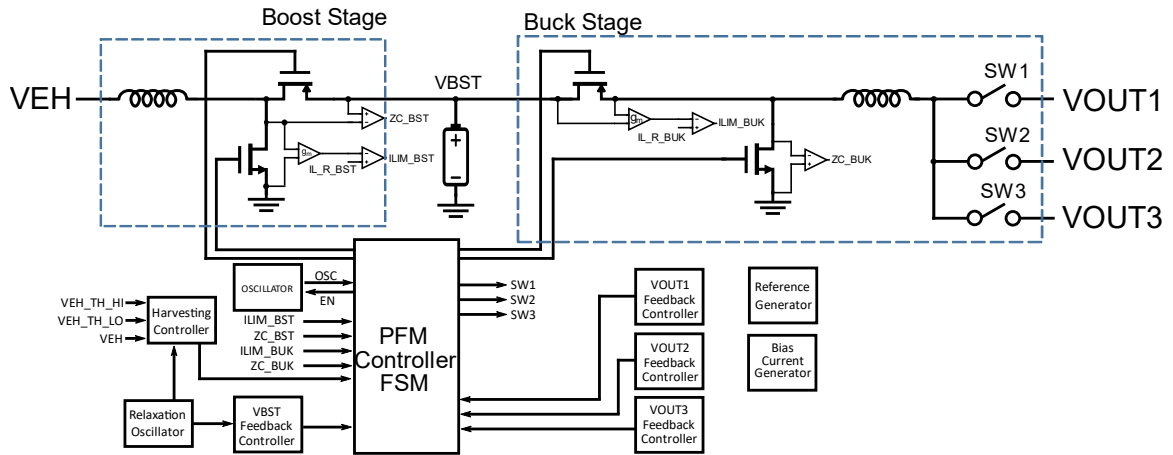 Boost Stage
Buck Stage
VEH
VBST
SW1
VOUT1
ZC_BST
gm
ILIM_BUK
IL_R_BUK
SW2
VOUT2
gm
ILIM_BST
IL_R_BST
ZC_BUK
SW3
VOUT3
OSCILLATOR
OSC
EN
SW1
SW2
SW3
VOUT1
Feedback
Controller
Reference
Generator
VEH_TH_HI
VEH_TH_LO
VEH
Harvesting
Controller
ILIM_BST
ZC_BST
ILIM_BUK
ZC_BUK
PFM
Controller
FSM
VOUT2
Feedback
Controller
Bias
Current
Generator
Relaxation
Oscillator
VBST
Feedback
Controller
VOUT3
Feedback
Controller